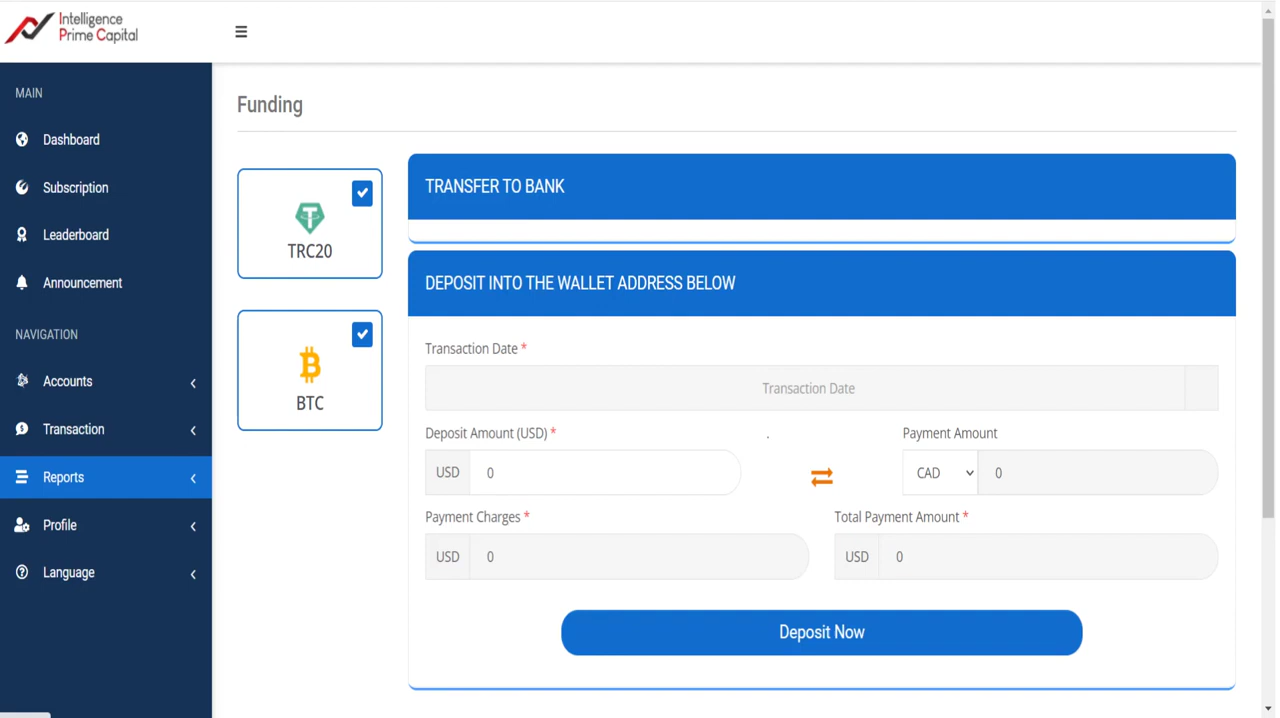 Intelligence
Prime Capital
MAIN
Dashboard
Subscription
Leaderboard
Announcement
NAVIGATION
Accounts
Transaction
Reports
Profile
Language
Funding
TRC20
BTC
TRANSFER TO BANK
DEPOSIT INTO THE WALLET ADDRESS BELOW
Transaction Date *
Transaction Date
Deposit Amount (USD) *
.
Payment Amount
USD 0
CAD 0
Payment Charges *
Total Payment Amount *
USD 0
USD 0
Deposit Now